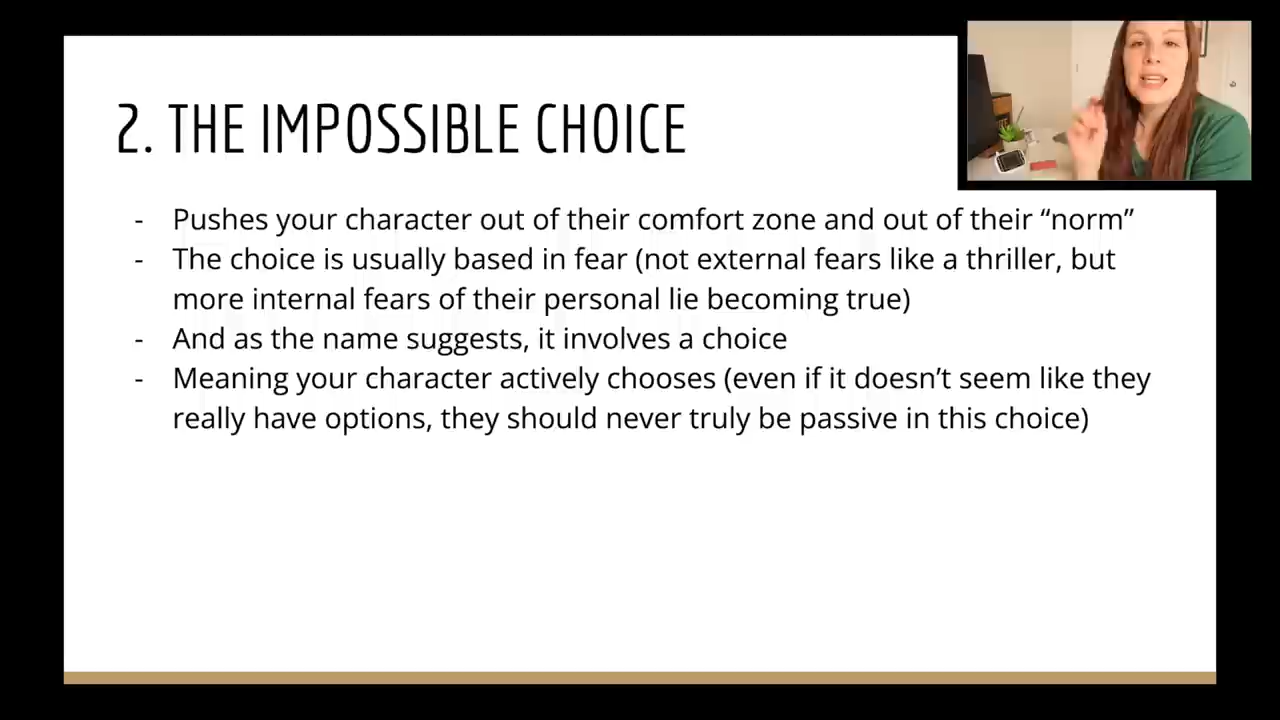 2. THE IMPOSSIBLE CHOICE
- Pushes your character out of their comfort zone and out of their “norm”
- The choice is usually based in fear (not external fears like a thriller, but
more internal fears of their personal lie becoming true)
- And as the name suggests, it involves a choice
- Meaning your character actively chooses (even if it doesn’t seem like they
really have options, they should never truly be passive in this choice)